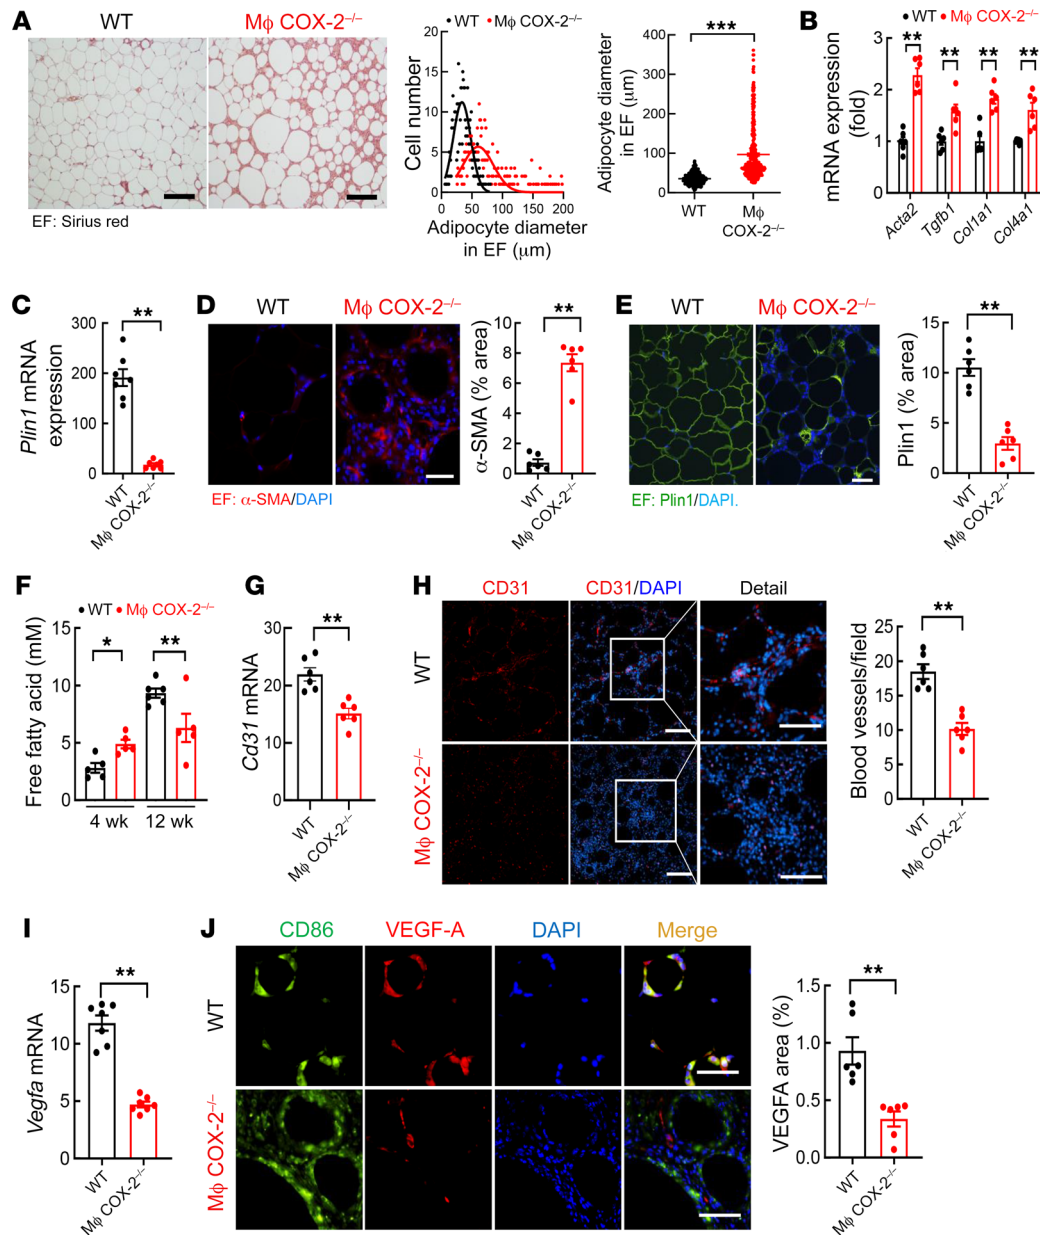 A
WT
Mϕ COX-2–/–
EF: Sirius red
WT Mϕ COX-2–/–
Cell number
20
15
10
5
0
0 50 100 150 200
Adipocyte diameter
in EF (μm)
Adipocyte diameter
in EF (μm)
400
300
200
100
0
***
WT
Mϕ
COX-2–/–
B
WT Mϕ COX-2–/–
mRNA expression
(fold)
3
2
1
0
** ** ** **
Acta2
Tgfb1
Col1a1
Col4a1
C
Plin1 mRNA
expression
300
200
100
0
**
WT
Mϕ COX-2–/–
D
WT
Mϕ COX-2–/–
EF: α-SMA/DAPI
α-SMA (% area)
10
8
6
4
2
0
**
WT
Mϕ COX-2–/–
E
WT
Mϕ COX-2–/–
EF: Plin1/DAPI.
Plin1 (% area)
15
10
5
0
**
WT
Mϕ COX-2–/–
F
WT Mϕ COX-2–/–
Free fatty acid (mM)
15
10
5
0
* **
4 wk 12 wk
G
Cd31 mRNA
30
20
10
0
**
WT
Mϕ COX-2–/–
H
CD31 CD31/DAPI Detail
WT
Mϕ COX-2–/–
Blood vessels/field
25
20
15
10
5
0
**
WT
Mϕ COX-2–/–
I
Vegfa mRNA
15
10
5
0
**
WT
Mϕ COX-2–/–
J
CD86 VEGF-A DAPI Merge
WT
Mϕ COX-2–/–
VEGFA area (%)
1.5
1.0
0.5
0.0
**
WT
Mϕ COX-2–/–